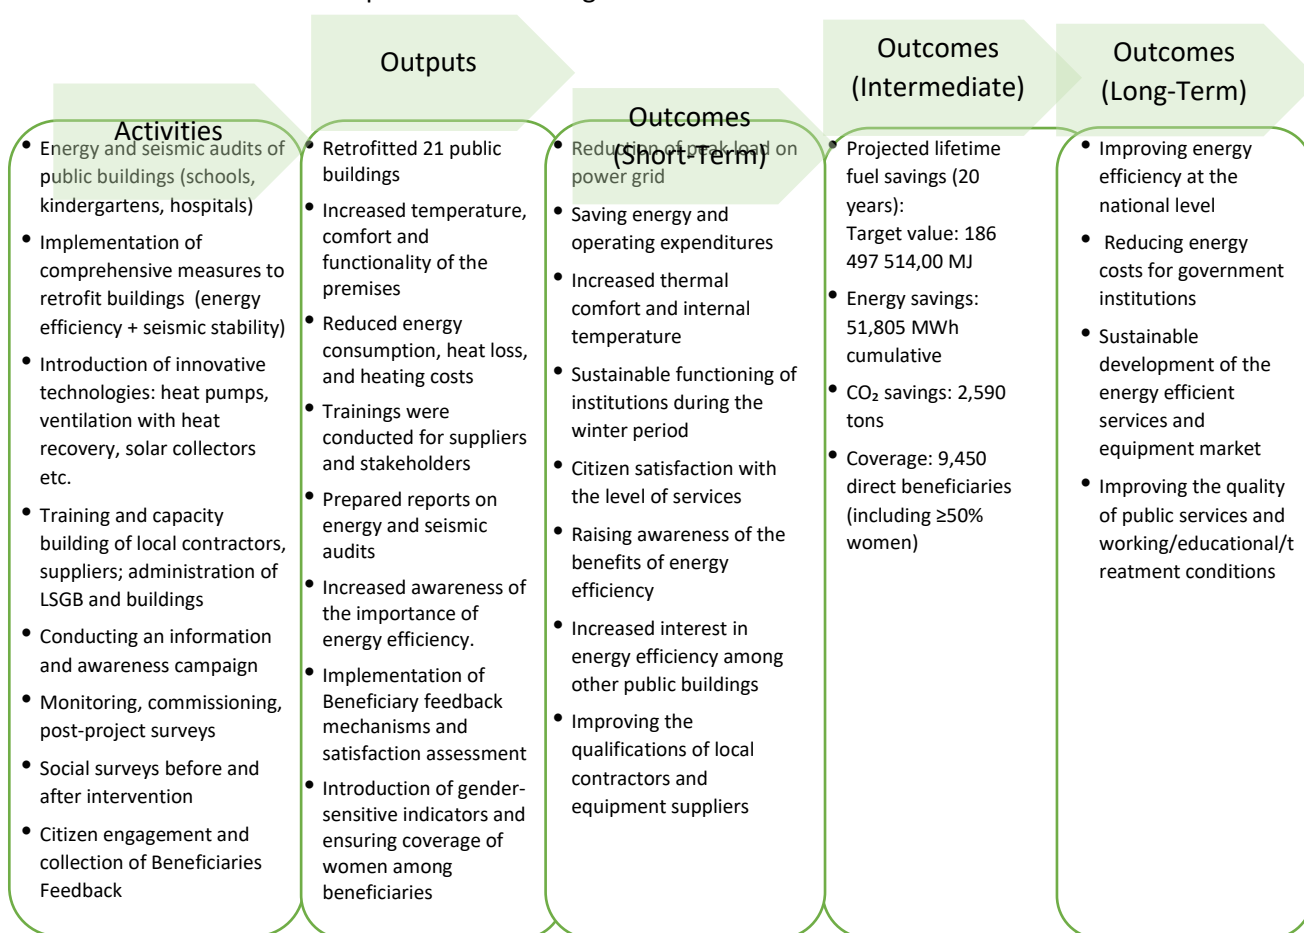 Activities
• Energy and seismic audits of
public buildings (schools,
kindergartens, hospitals)
• Implementation of
comprehensive measures to
retrofit buildings (energy
efficiency + seismic stability)
• Introduction of innovative
technologies: heat pumps,
ventilation with heat
recovery, solar collectors
etc.
• Training and capacity
building of local contractors,
suppliers; administration of
LSGB and buildings
• Conducting an information
and awareness campaign
• Monitoring, commissioning,
post-project surveys
• Social surveys before and
after intervention
• Citizen engagement and
collection of Beneficiaries
Feedback
Outputs
• Retrofitted 21 public
buildings
• Increased temperature,
comfort and
functionality of the
premises
• Reduced energy
consumption, heat loss,
and heating costs
• Trainings were
conducted for suppliers
and stakeholders
• Prepared reports on
energy and seismic
audits
• Increased awareness of
the importance of
energy efficiency.
• Implementation of
Beneficiary feedback
mechanisms and
satisfaction assessment
• Introduction of gender-
sensitive indicators and
ensuring coverage of
women among
beneficiaries
Outcomes
(Short-Term)
• Reduction of peak load on
power grid
• Saving energy and
operating expenditures
• Increased thermal
comfort and internal
temperature
• Sustainable functioning of
institutions during the
winter period
• Citizen satisfaction with
the level of services
• Raising awareness of the
benefits of energy
efficiency
• Increased interest in
energy efficiency among
other public buildings
• Improving the
qualifications of local
contractors and
equipment suppliers
Outcomes
(Intermediate)
• Projected lifetime
fuel savings (20
years):
Target value: 186
497 514,00 MJ
• Energy savings:
51,805 MWh
cumulative
• CO₂ savings: 2,590
tons
• Coverage: 9,450
direct beneficiaries
(including ≥50%
women)
Outcomes
(Long-Term)
• Improving energy
efficiency at the
national level
• Reducing energy
costs for government
institutions
• Sustainable
development of the
energy efficient
services and
equipment market
• Improving the quality
of public services and
working/educational/t
reatment conditions